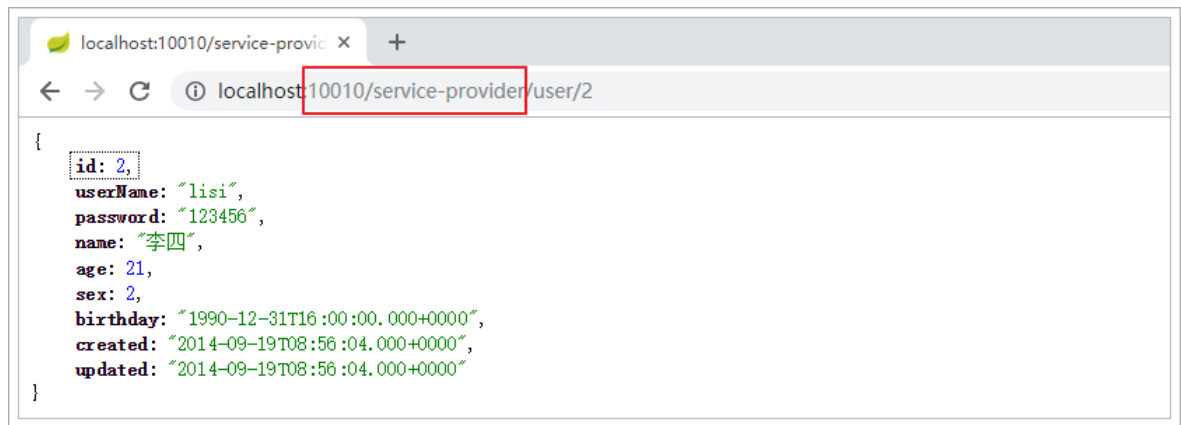 localhost:10010/service-provid
localhost:10010/service-provider/user/2
{
id: 2,
userName: "lisi",
password: "123456",
name: "李四",
age: 21,
sex: 2,
birthday: "1990-12-31T16:00:00.000+0000",
created: "2014-09-19T08:56:04.000+0000",
updated: "2014-09-19T08:56:04.000+0000"
}